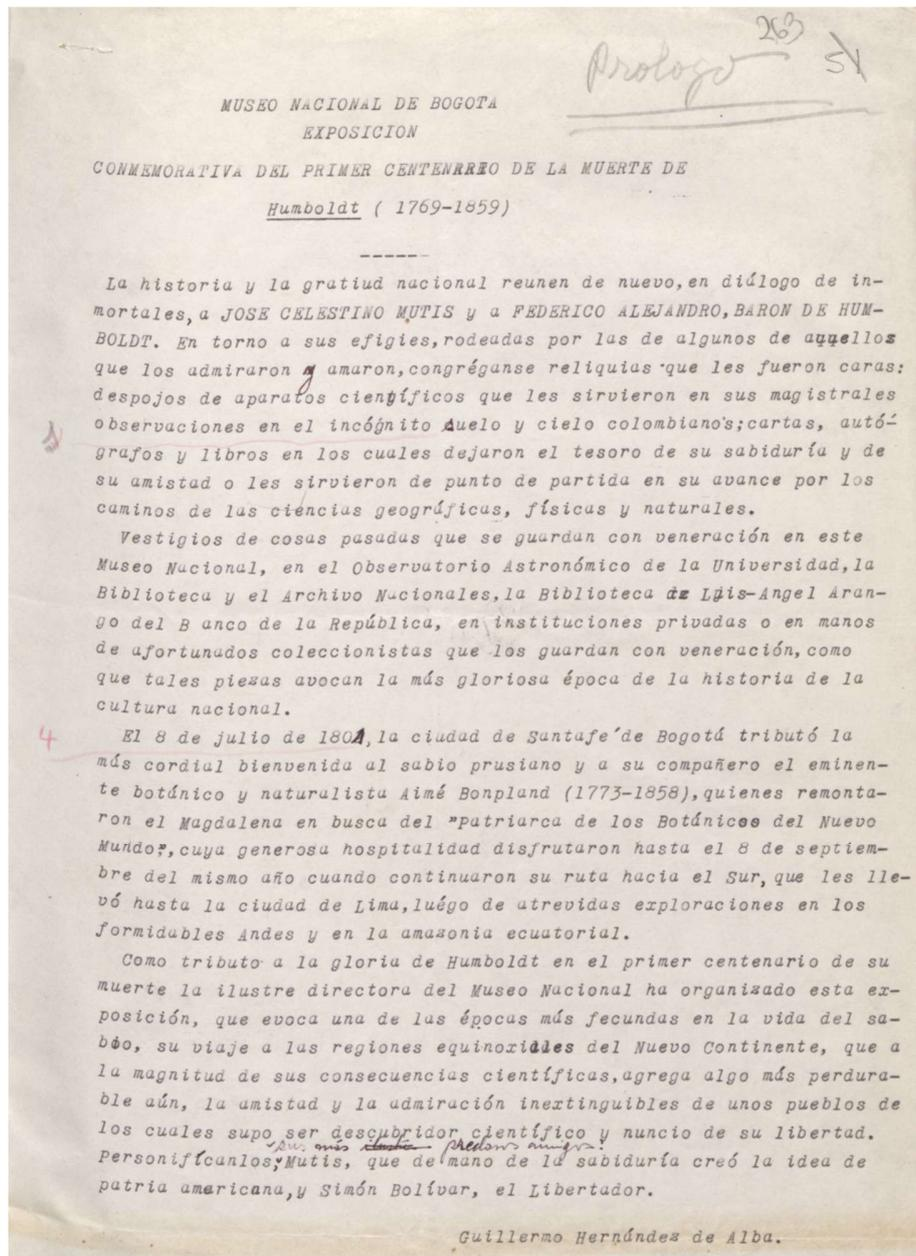 263
Prologo 51
MUSEO NACIONAL DE BOGOTA
EXPOSICION
CONMEMORATIVA DEL PRIMER CENTENARIO DE LA MUERTE DE
Humboldt ( 1769-1859)
------
La historia y la gratiud nacional reunen de nuevo, en diálogo de in-
mortales, a JOSE CELESTINO MUTIS y a FEDERICO ALEJANDRO, BARON DE HUM-
BOLDT. En torno a sus efigies, rodeadas por las de algunos de aquellos
que los admiraron y amaron, congréganse reliquias que les fueron caras:
despojos de aparatos científicos que les sirvieron en sus magistrales
observaciones en el incógnito suelo y cielo colombianos; cartas, autó-
grafos y libros en los cuales dejaron el tesoro de su sabiduría y de
su amistad o les sirvieron de punto de partida en su avance por los
caminos de las ciencias geográficas, físicas y naturales.
Vestigios de cosas pasadas que se guardan con veneración en este
Museo Nacional, en el Observatorio Astronómico de la Universidad, la
Biblioteca y el Archivo Nacionales, la Biblioteca de Luis-Angel Aran-
go del B anco de la República, en instituciones privadas o en manos
de afortunados coleccionistas que los guardan con veneración, como
que tales piezas avocan la más gloriosa época de la historia de la
cultura nacional.
4 El 8 de julio de 1801, la ciudad de Santafé de Bogotá tributó la
más cordial bienvenida al sabio prusiano y a su compañero el eminen-
te botánico y naturalista Aimé Bonpland (1773-1858), quienes remonta-
ron el Magdalena en busca del "Patriarca de los Botánicos del Nuevo
Mundo", cuya generosa hospitalidad disfrutaron hasta el 8 de septiem-
bre del mismo año cuando continuaron su ruta hacia el Sur, que les lle-
vó hasta la ciudad de Lima, luégo de atrevidas exploraciones en los
formidables Andes y en la amazonia ecuatorial.
Como tributo a la gloria de Humboldt en el primer centenario de su
muerte la ilustre directora del Museo Nacional ha organizado esta ex-
posición, que evoca una de las épocas más fecundas en la vida del sa-
bio, su viaje a las regiones equinoxiales del Nuevo Continente, que a
la magnitud de sus consecuencias científicas, agrega algo más perdura-
ble aún, la amistad y la admiración inextinguibles de unos pueblos de
los cuales supo ser descubridor científico y nuncio de su libertad.
sus más
Personifícanlos, Mutis, que de mano de la sabiduría creó la idea de
patria americana, y Simón Bolívar, el Libertador.
Guillermo Hernández de Alba.